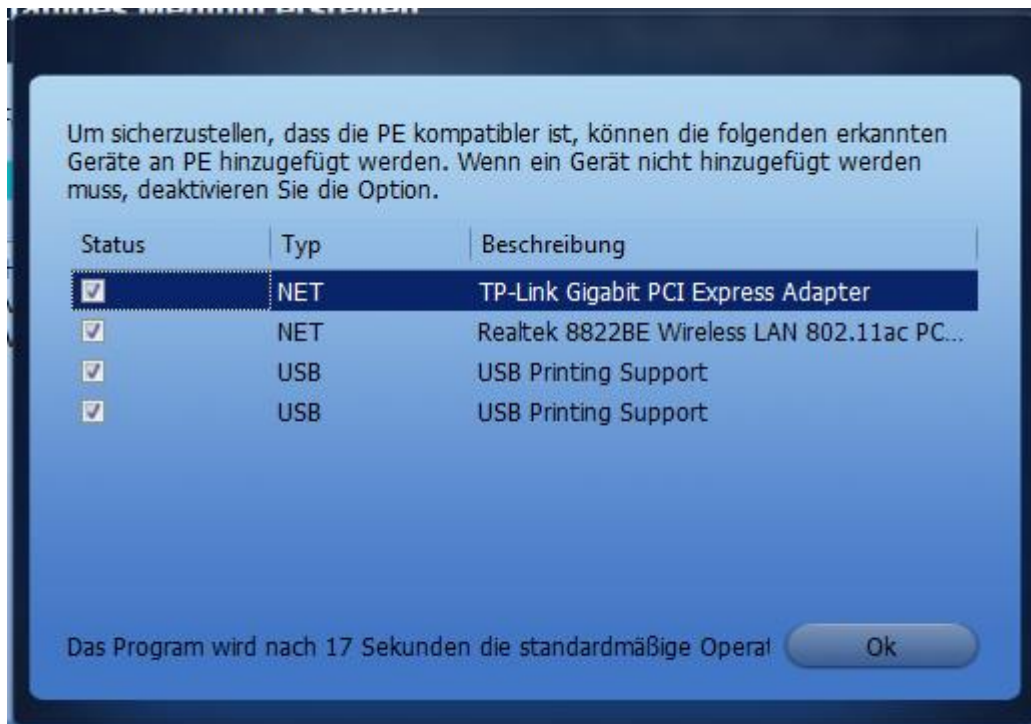 Um sicherzustellen, dass die PE kompatibler ist, können die folgenden erkannten
Geräte an PE hinzugefügt werden. Wenn ein Gerät nicht hinzugefügt werden
muss, deaktivieren Sie die Option.
Status Typ Beschreibung
NET TP-Link Gigabit PCI Express Adapter
NET Realtek 8822BE Wireless LAN 802.11ac PC...
USB USB Printing Support
USB USB Printing Support
Das Program wird nach 17 Sekunden die standardmäßige Operat Ok